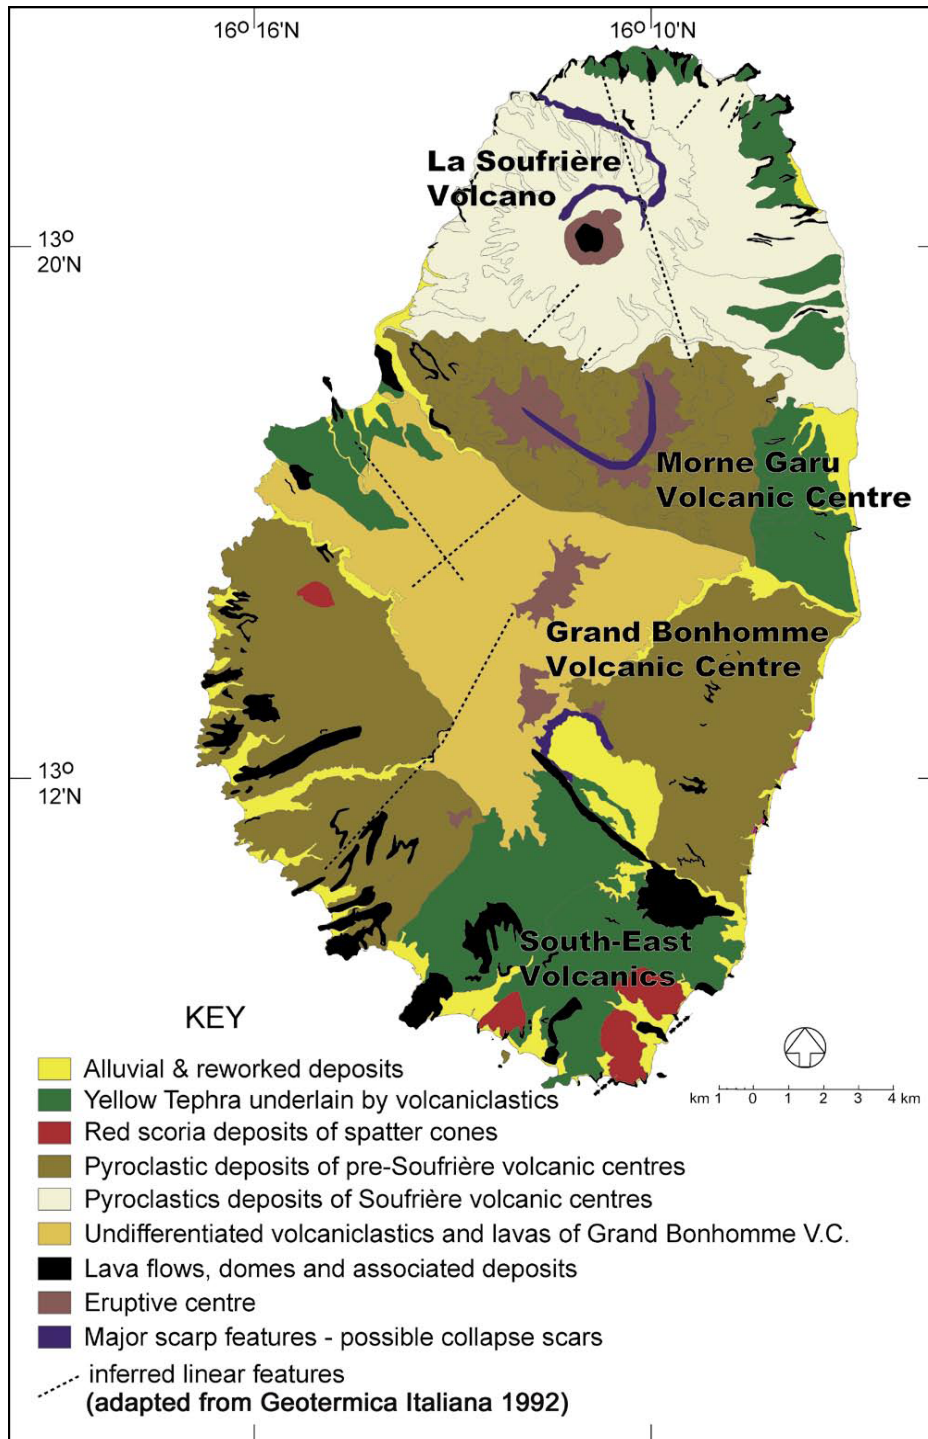 16º 16'N
16º 10'N
La Soufrière
Volcano
13º
20'N
Morne Garu
Volcanic Centre
Grand Bonhomme
Volcanic Centre
13º
12'N
South-East
Volcanics
KEY
Alluvial & reworked deposits
Yellow Tephra underlain by volcaniclastics
Red scoria deposits of spatter cones
Pyroclastic deposits of pre-Soufrière volcanic centres
Pyroclastics deposits of Soufrière volcanic centres
Undifferentiated volcaniclastics and lavas of Grand Bonhomme V.C.
Lava flows, domes and associated deposits
Eruptive centre
Major scarp features - possible collapse scars
inferred linear features
(adapted from Geotermica Italiana 1992)
km 1 0 1 2 3 4 km